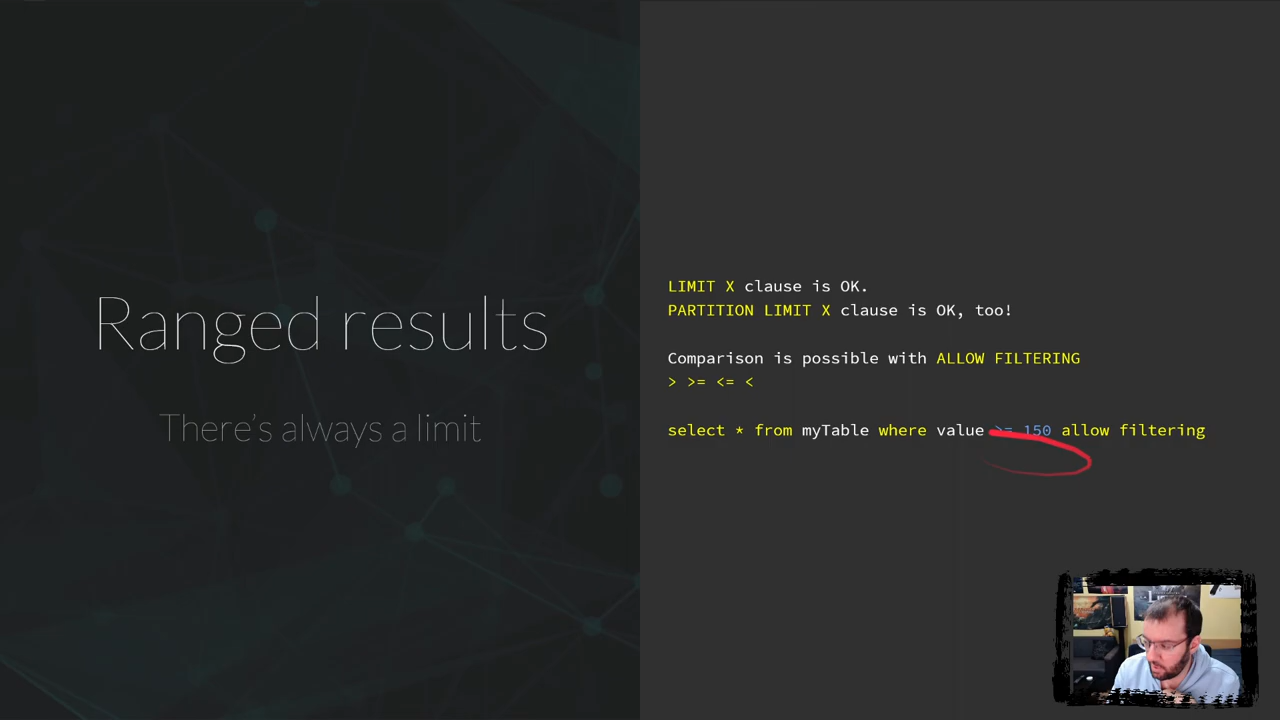 Ranged results
There's always a limit
LIMIT X clause is OK.
PARTITION LIMIT X clause is OK, too!
Comparison is possible with ALLOW FILTERING
> >= <= <
select * from myTable where value >= 150 allow filtering